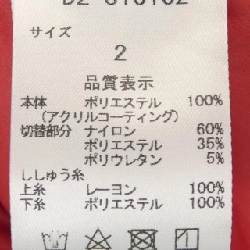 サイズ
2
品質表示
本体 ポリエステル 100%
(アクリルコーティング)
切替部分 ナイロン 60%
ポリエステル 35%
ポリウレタン 5%
ししゅう糸
上糸 レーヨン 100%
下糸 ポリエステル 100%